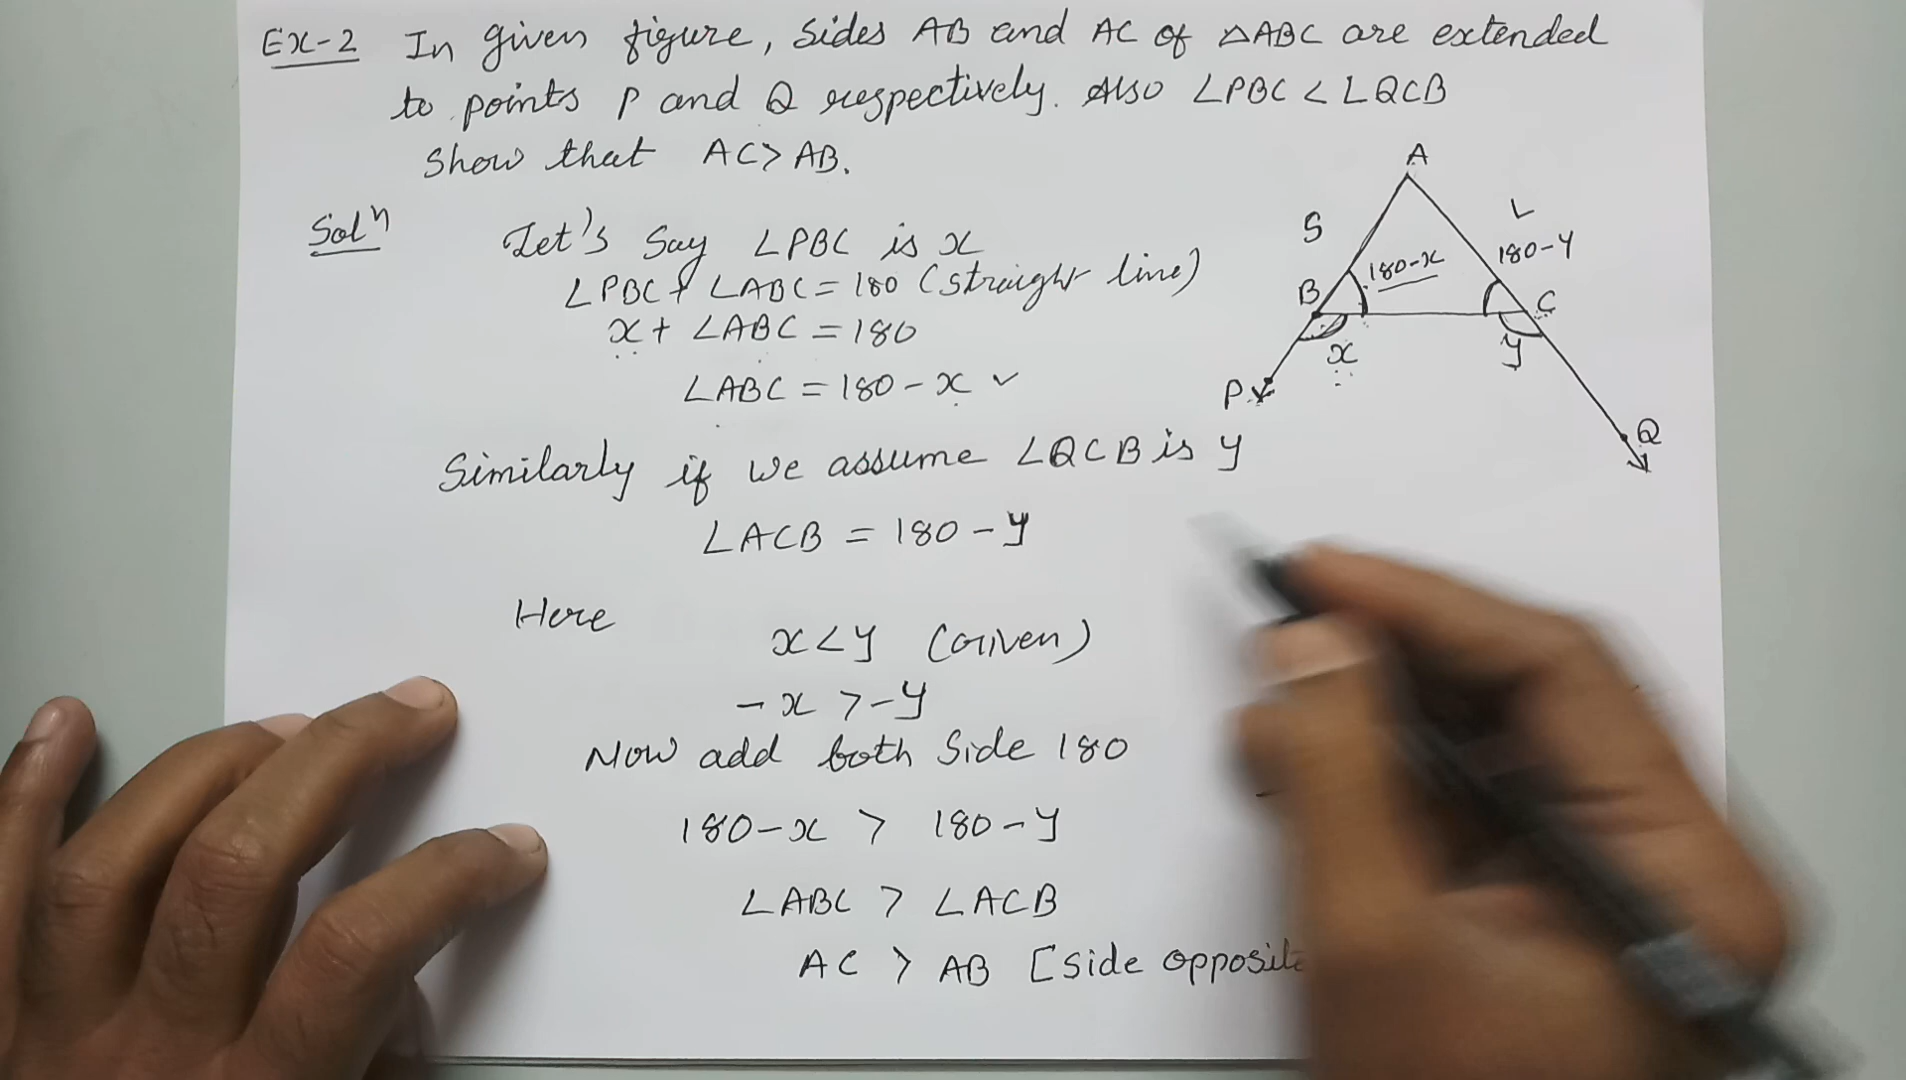 Ex-2 In given figure, Sides AB and AC of △ABC are extended
to points P and Q respectively. Also ∠PBC < ∠QCB
Show that AC > AB.
Solⁿ
Let's Say ∠PBC is x
∠PBC + ∠ABC = 180 (straight line)
x + ∠ABC = 180
∠ABC = 180 - x ✓
Similarly if we assume ∠QCB is y
∠ACB = 180 - y
Here
x < y (Given)
-x > -y
Now add both Side 180
180-x > 180-y
∠ABC > ∠ACB
AC > AB [Side opposite
A
S
L
180-x
180-y
B
C
x
y
P
Q